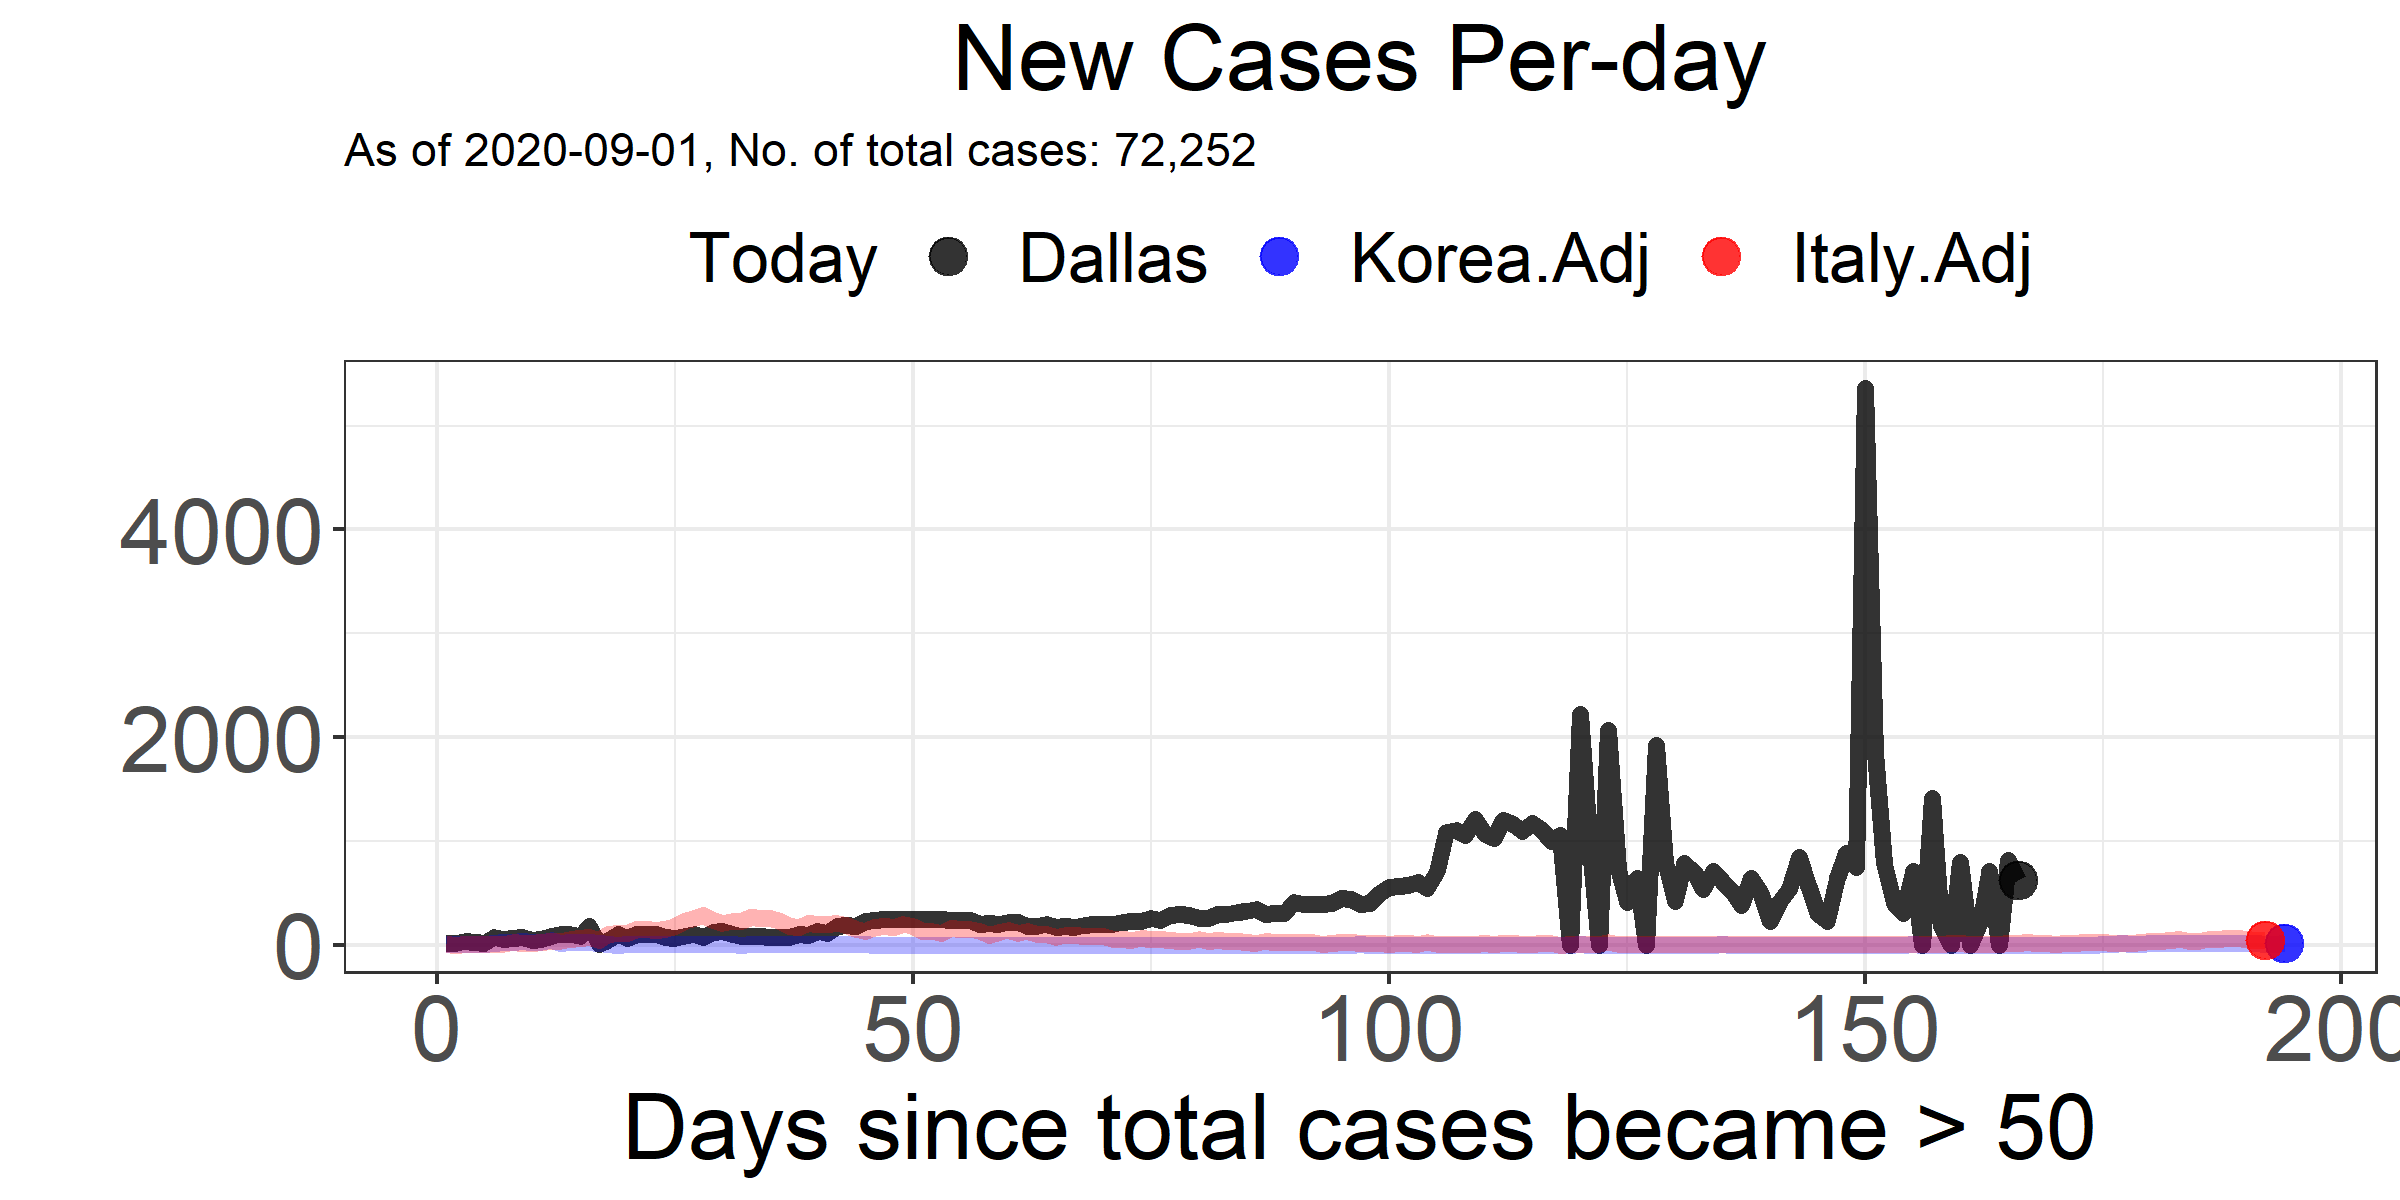 New Cases Per-day
As of 2020-09-01, No. of total cases: 72,252
Today Dallas Korea.Adj Italy.Adj
4000
2000
0
0 50 100 150 200
Days since total cases became > 50